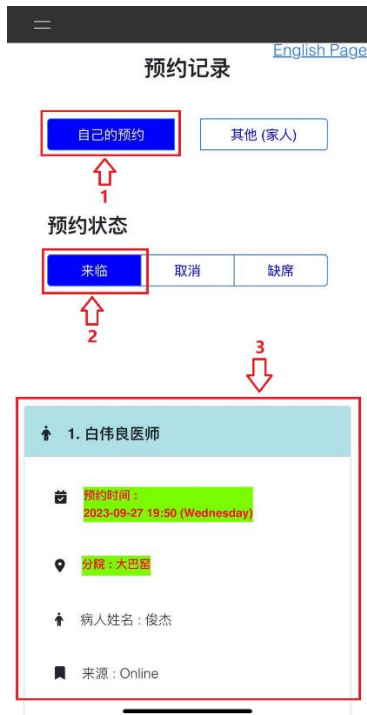 English Page
预约记录
自己的预约
其他 (家人)
1
预约状态
来临
取消
缺席
2
3
1. 白伟良医师
预约时间 :
2023-09-27 19:50 (Wednesday)
分院 : 大巴窑
病人姓名 : 俊杰
来源 : Online